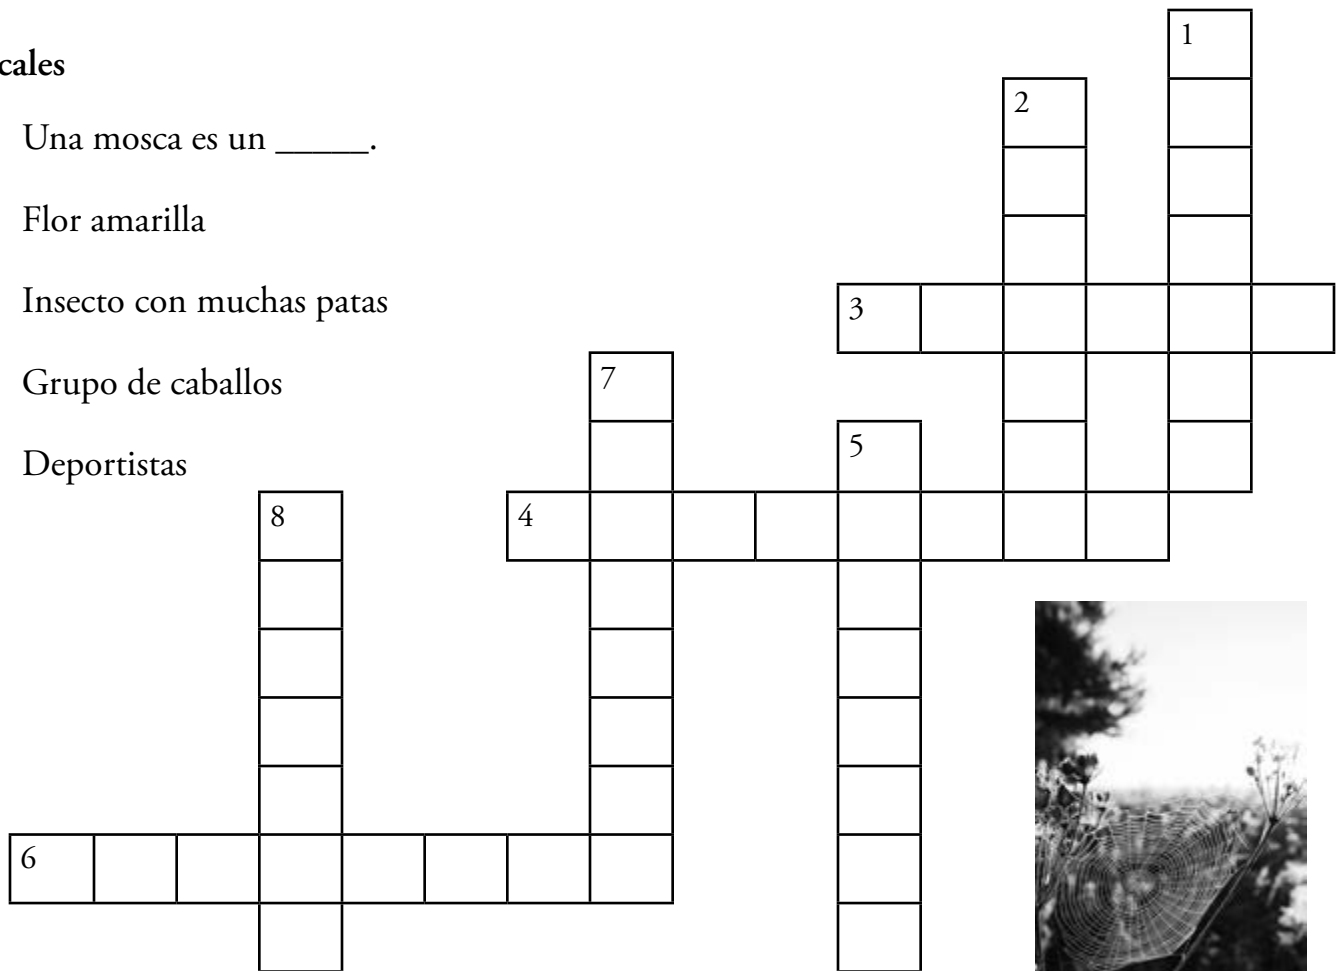 cales
Una mosca es un _____.
Flor amarilla
Insecto con muchas patas
Grupo de caballos
Deportistas
1
2
3
7
5
8
4
6